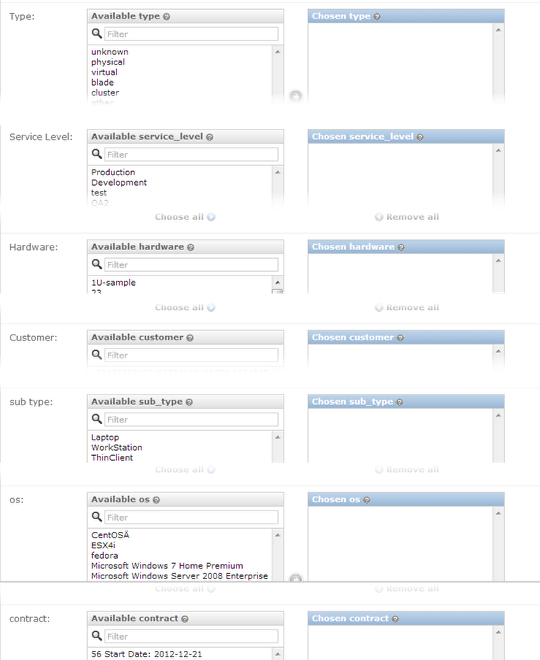 Type: Available type Chosen type
Filter
unknown
physical
virtual
blade
cluster
other
Service Level: Available service_level Chosen service_level
Filter
Production
Development
test
QA2
Choose all Remove all
Hardware: Available hardware Chosen hardware
Filter
1U-sample
23
Choose all Remove all
Customer: Available customer Chosen customer
Filter
sub type: Available sub_type Chosen sub_type
Filter
Laptop
WorkStation
ThinClient
Choose all Remove all
os: Available os Chosen os
Filter
CentOSÂ
ESX4i
fedora
Microsoft Windows 7 Home Premium
Microsoft Windows Server 2008 Enterprise
Choose all Remove all
contract: Available contract Chosen contract
Filter
56 Start Date: 2012-12-21